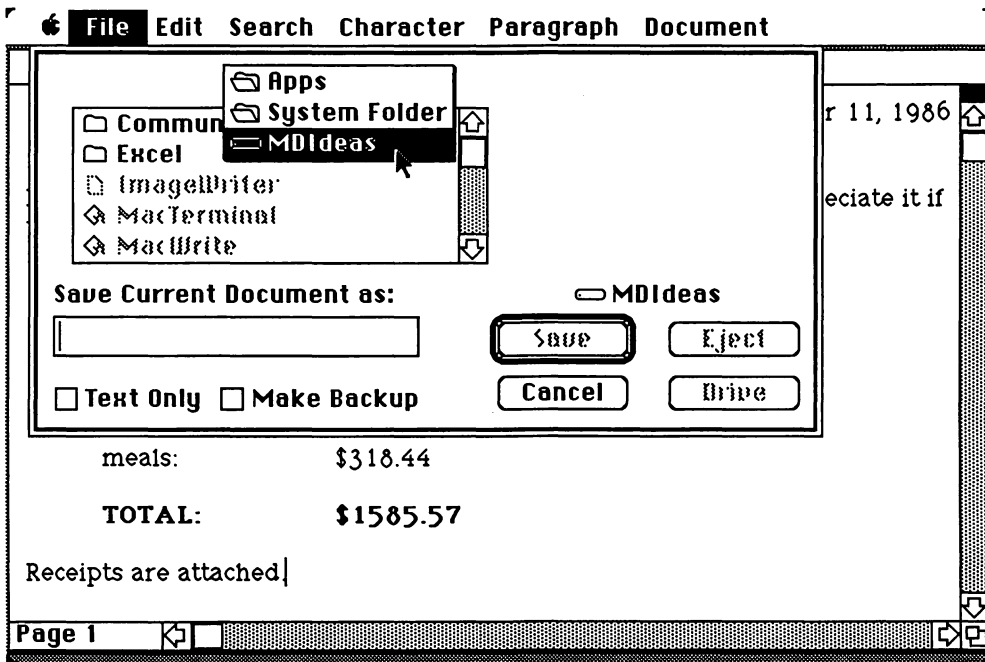 File Edit Search Character Paragraph Document
Apps
System Folder
MDIdeas
Commun
Excel
ImageWriter
MacTerminal
MacWrite
r 11, 1986
eciate it if
Save Current Document as:
MDIdeas
Save Eject
Text Only Make Backup Cancel Drive
meals: $318.44
TOTAL: $1585.57
Receipts are attached.
Page 1